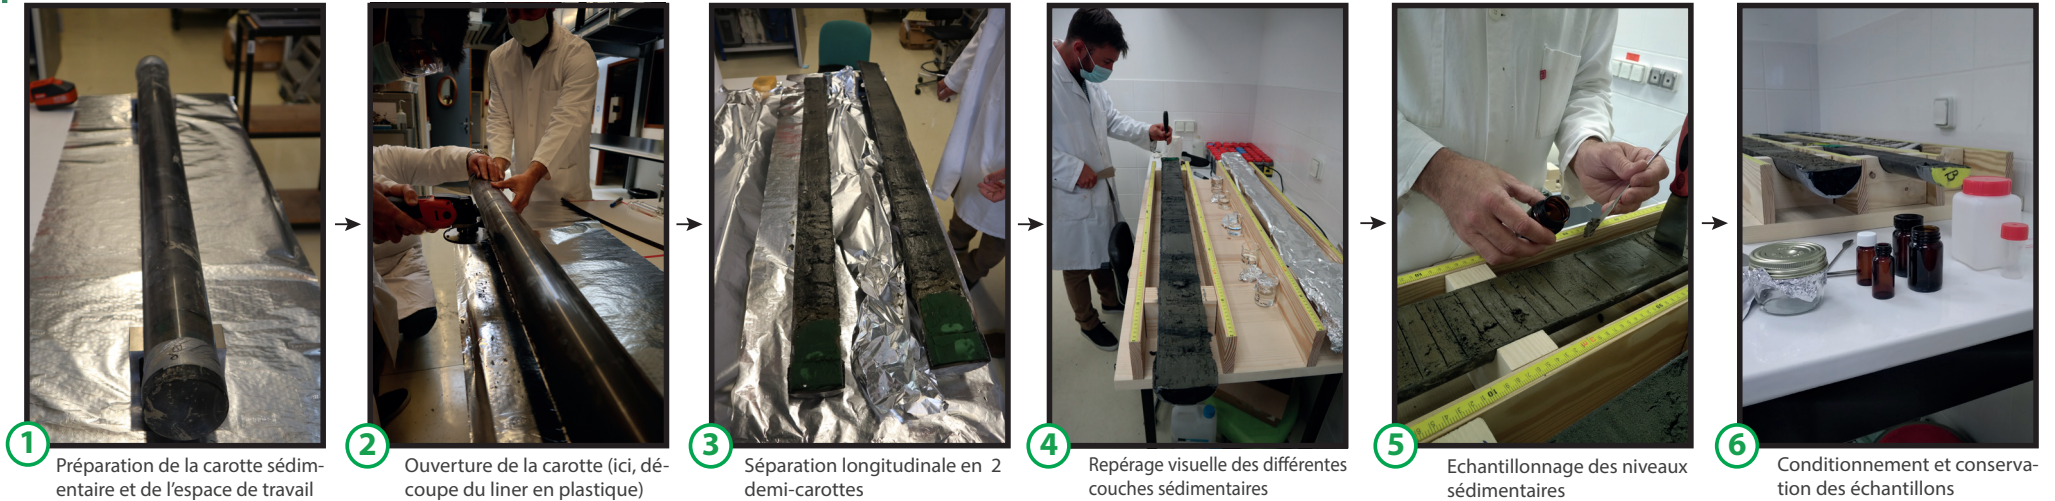 1
Préparation de la carotte sédim-
entaire et de l'espace de travail
2
Ouverture de la carotte (ici, dé-
coupe du liner en plastique)
3
Séparation longitudinale en 2
demi-carottes
4
Repérage visuelle des différentes
couches sédimentaires
5
Echantillonnage des niveaux
sédimentaires
6
Conditionnement et conserva-
tion des échantillons